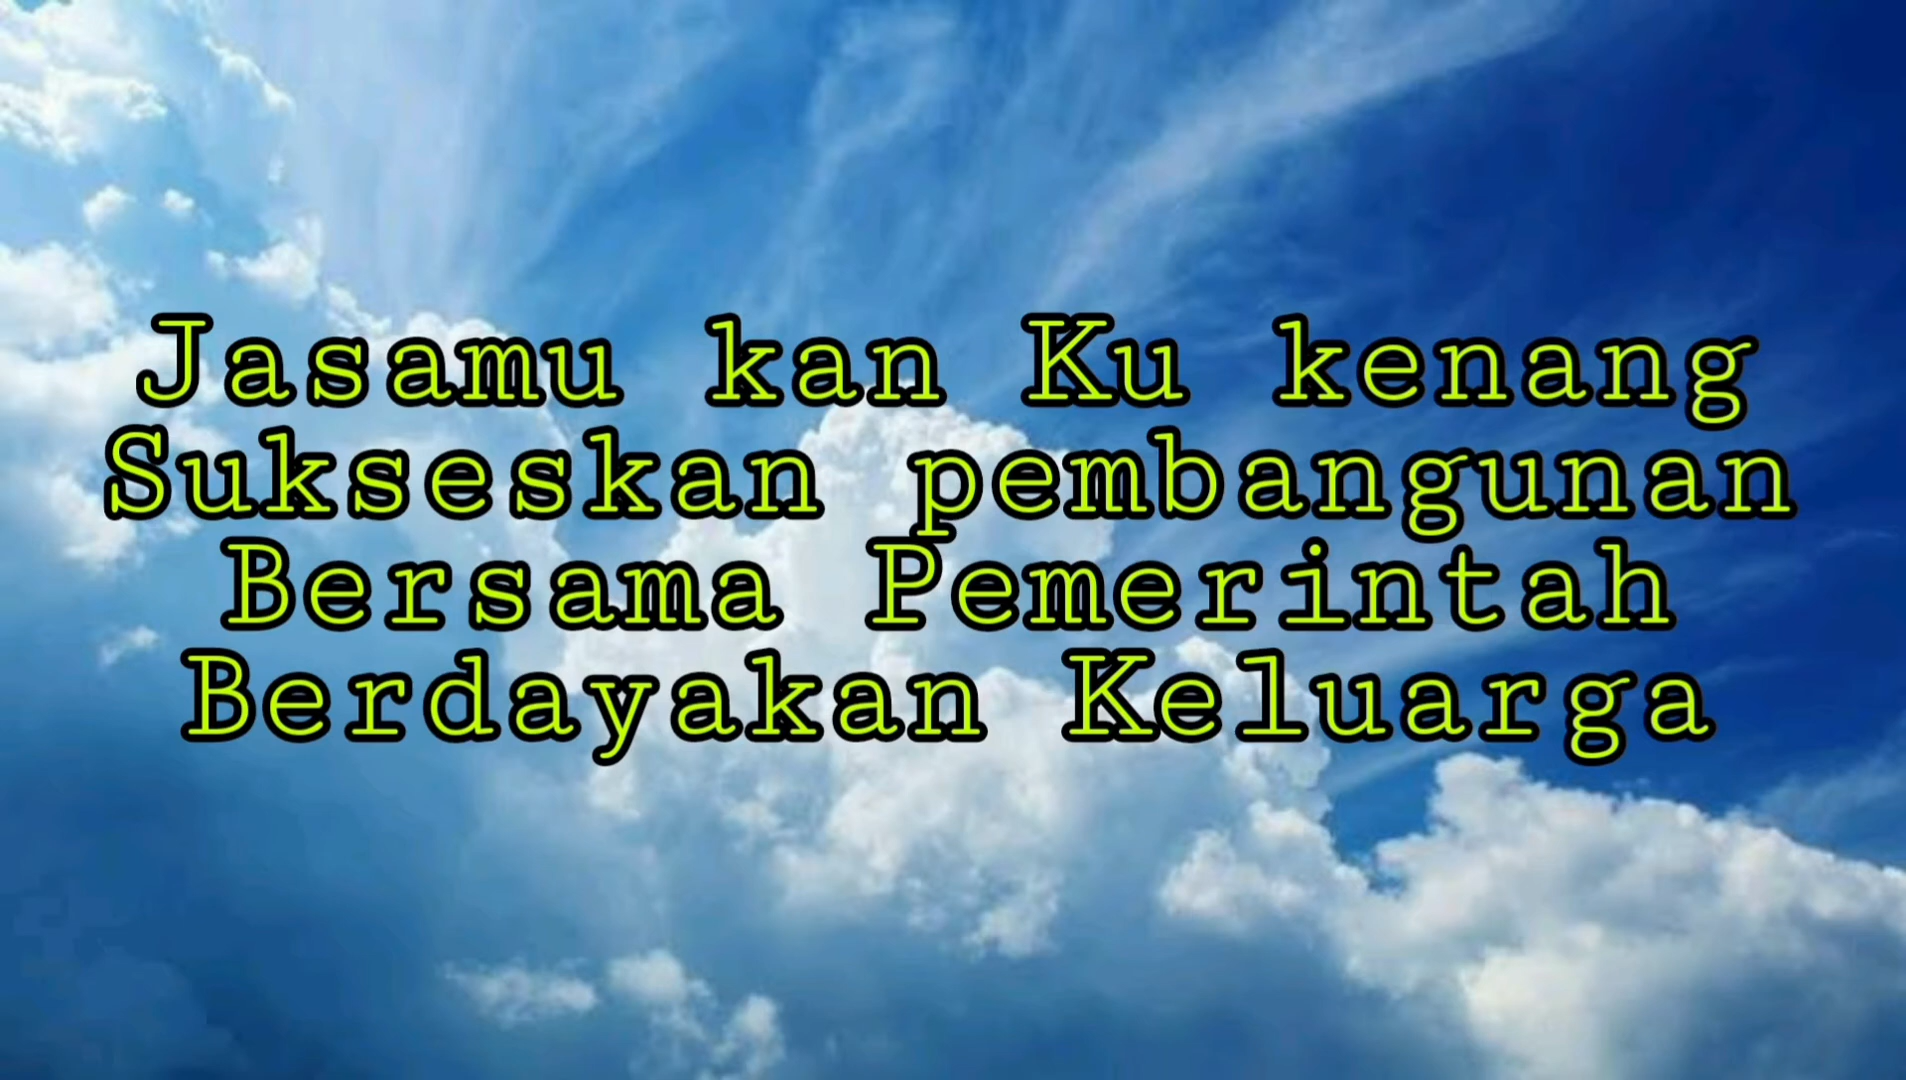 Jasamu kan Ku kenang
Sukseskan pembangunan
Bersama Pemerintah
Berdayakan Keluarga